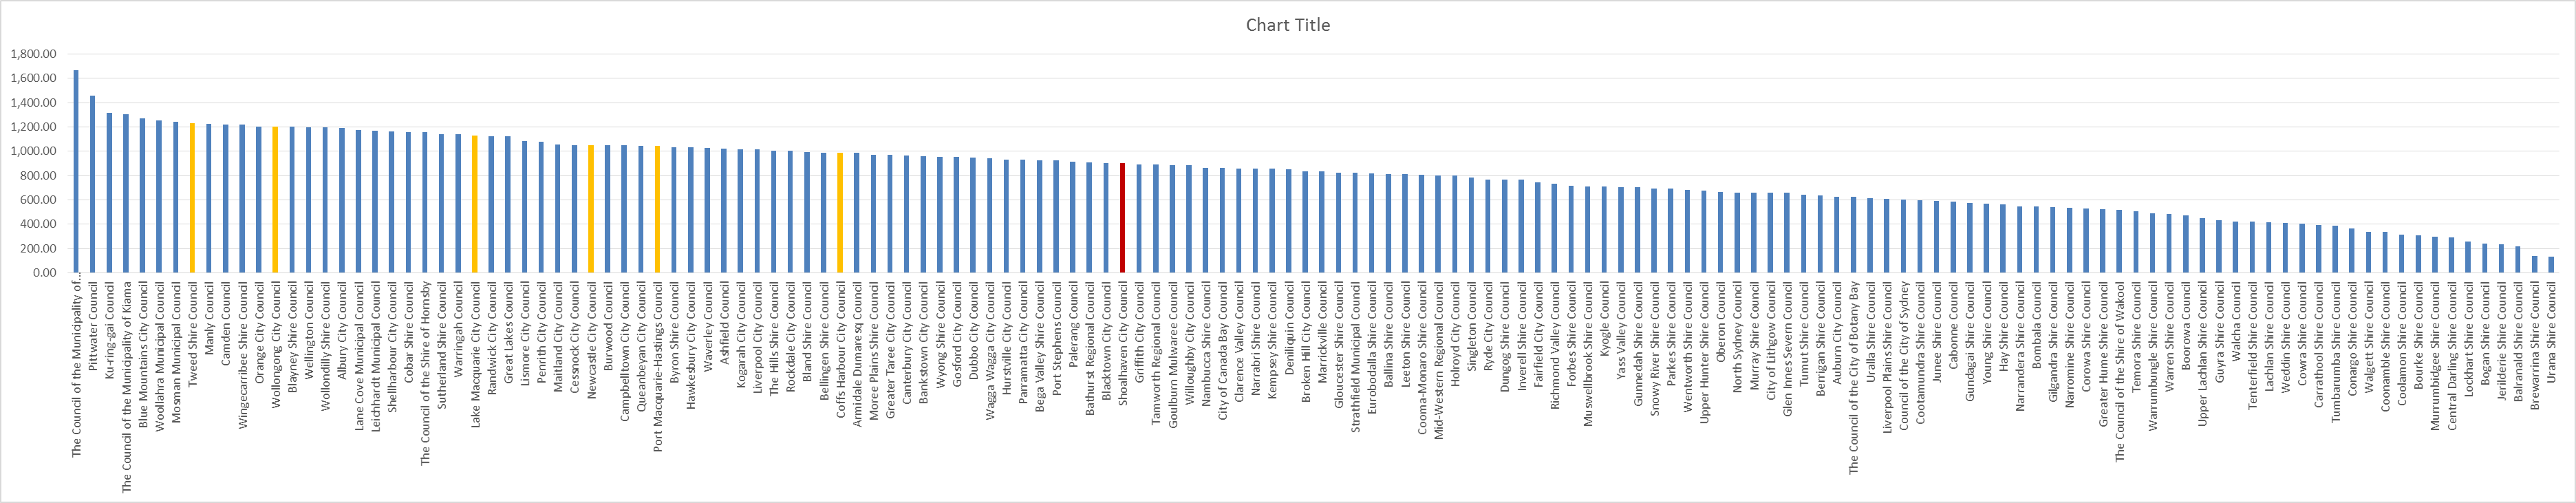 Chart Title
1,800.00
1,600.00
1,400.00
1,200.00
1,000.00
800.00
600.00
400.00
200.00
0.00
The Council of the Municipality of…
Pittwater Council
Ku-ring-gai Council
The Council of the Municipality of Kiama
Blue Mountains City Council
Woollahra Municipal Council
Mosman Municipal Council
Tweed Shire Council
Manly Council
Camden Council
Wingecarribee Shire Council
Orange City Council
Wollongong City Council
Blayney Shire Council
Wellington Council
Wollondilly Shire Council
Albury City Council
Lane Cove Municipal Council
Leichhardt Municipal Council
Shellharbour City Council
Cobar Shire Council
The Council of the Shire of Hornsby
Sutherland Shire Council
Warringah Council
Lake Macquarie City Council
Randwick City Council
Great Lakes Council
Lismore City Council
Penrith City Council
Maitland City Council
Cessnock City Council
Newcastle City Council
Burwood Council
Campbelltown City Council
Queanbeyan City Council
Port Macquarie-Hastings Council
Byron Shire Council
Hawkesbury City Council
Waverley Council
Ashfield Council
Kogarah City Council
Liverpool City Council
The Hills Shire Council
Rockdale City Council
Bland Shire Council
Bellingen Shire Council
Coffs Harbour City Council
Armidale Dumaresq Council
Moree Plains Shire Council
Greater Taree City Council
Canterbury City Council
Bankstown City Council
Wyong Shire Council
Gosford City Council
Dubbo City Council
Wagga Wagga City Council
Hurstville City Council
Parramatta City Council
Bega Valley Shire Council
Port Stephens Council
Palerang Council
Bathurst Regional Council
Blacktown City Council
Shoalhaven City Council
Griffith City Council
Tamworth Regional Council
Goulburn Mulwaree Council
Willoughby City Council
Nambucca Shire Council
City of Canada Bay Council
Clarence Valley Council
Narrabri Shire Council
Kempsey Shire Council
Deniliquin Council
Broken Hill City Council
Marrickville Council
Gloucester Shire Council
Strathfield Municipal Council
Eurobodalla Shire Council
Ballina Shire Council
Leeton Shire Council
Cooma-Monaro Shire Council
Mid-Western Regional Council
Holroyd City Council
Singleton Council
Ryde City Council
Dungog Shire Council
Inverell Shire Council
Fairfield City Council
Richmond Valley Council
Forbes Shire Council
Muswellbrook Shire Council
Kyogle Council
Yass Valley Council
Gunnedah Shire Council
Snowy River Shire Council
Parkes Shire Council
Wentworth Shire Council
Upper Hunter Shire Council
Oberon Council
North Sydney Council
Murray Shire Council
City of Lithgow Council
Glen Innes Severn Council
Tumut Shire Council
Berrigan Shire Council
Auburn City Council
The Council of the City of Botany Bay
Uralla Shire Council
Liverpool Plains Shire Council
Council of the City of Sydney
Cootamundra Shire Council
Junee Shire Council
Cabonne Council
Gundagai Shire Council
Young Shire Council
Hay Shire Council
Narrandera Shire Council
Bombala Council
Gilgandra Shire Council
Narromine Shire Council
Corowa Shire Council
Greater Hume Shire Council
The Council of the Shire of Wakool
Temora Shire Council
Warrumbungle Shire Council
Warren Shire Council
Boorowa Council
Upper Lachlan Shire Council
Guyra Shire Council
Walcha Council
Tenterfield Shire Council
Lachlan Shire Council
Weddin Shire Council
Cowra Shire Council
Carrathool Shire Council
Tumbarumba Shire Council
Conargo Shire Council
Walgett Shire Council
Coonamble Shire Council
Coolamon Shire Council
Bourke Shire Council
Murrumbidgee Shire Council
Central Darling Shire Council
Lockhart Shire Council
Bogan Shire Council
Jerilderie Shire Council
Balranald Shire Council
Brewarrina Shire Council
Urana Shire Council